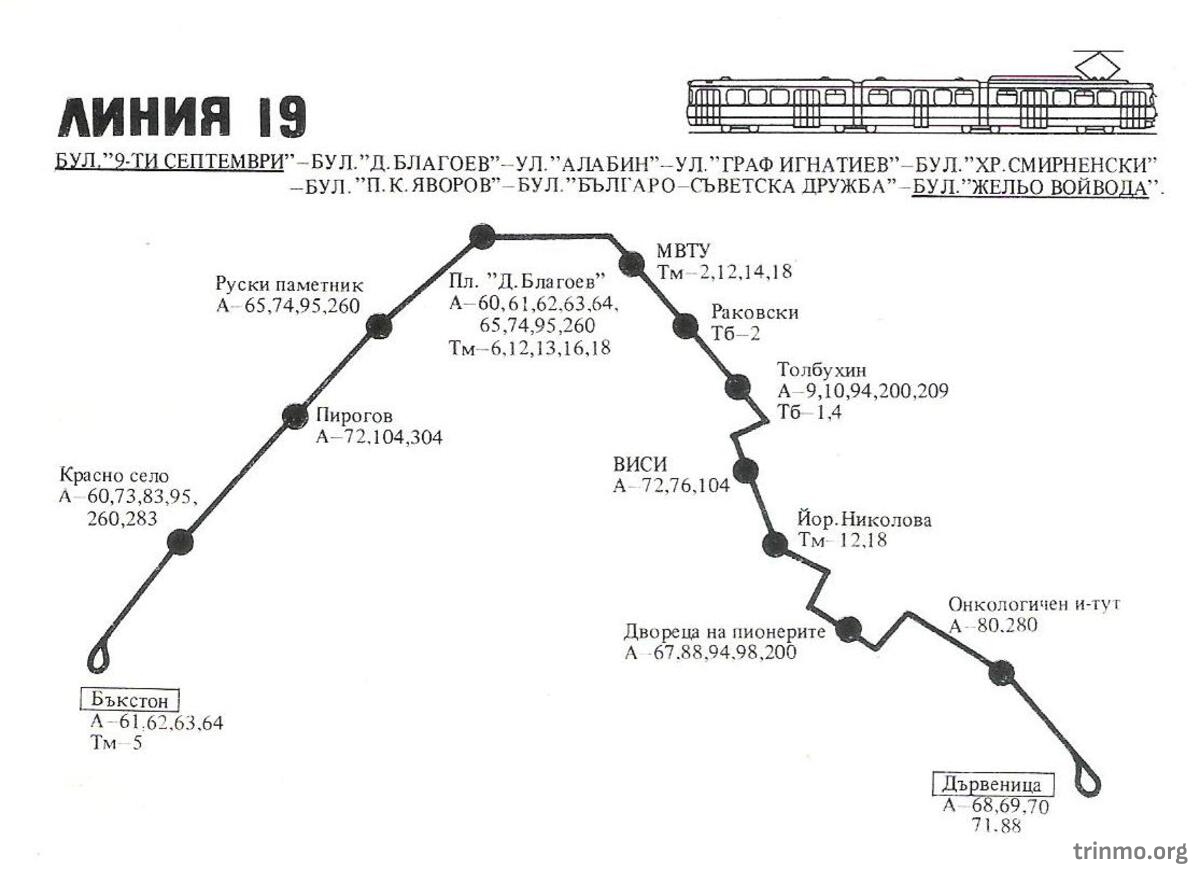 ЛИНИЯ 19
БУЛ."9-ТИ СЕПТЕМВРИ"–БУЛ."Д.БЛАГОЕВ"–УЛ."АЛАБИН"–УЛ."ГРАФ ИГНАТИЕВ"–БУЛ."ХР.СМИРНЕНСКИ"
–БУЛ."П.К.ЯВОРОВ"–БУЛ."БЪЛГАРО–СЪВЕТСКА ДРУЖБА"–БУЛ."ЖЕЛЬО ВОЙВОДА".
МВТУ
Тм–2,12,14,18
Руски паметник
А–65,74,95,260
Пл. "Д.Благоев"
А–60,61,62,63,64,
65,74,95,260
Тм–6,12,13,16,18
Раковски
Тб–2
Толбухин
А–9,10,94,200,209
Тб–1,4
Пирогов
А–72,104,304
ВИСИ
А–72,76,104
Красно село
А–60,73,83,95,
260,283
Йор.Николова
Тм–12,18
Онкологичен и-тут
А–80,280
Двореца на пионерите
А–67,88,94,98,200
Бъкстон
А–61,62,63,64
Тм–5
Дървеница
А–68,69,70
71,88
trinmo.org